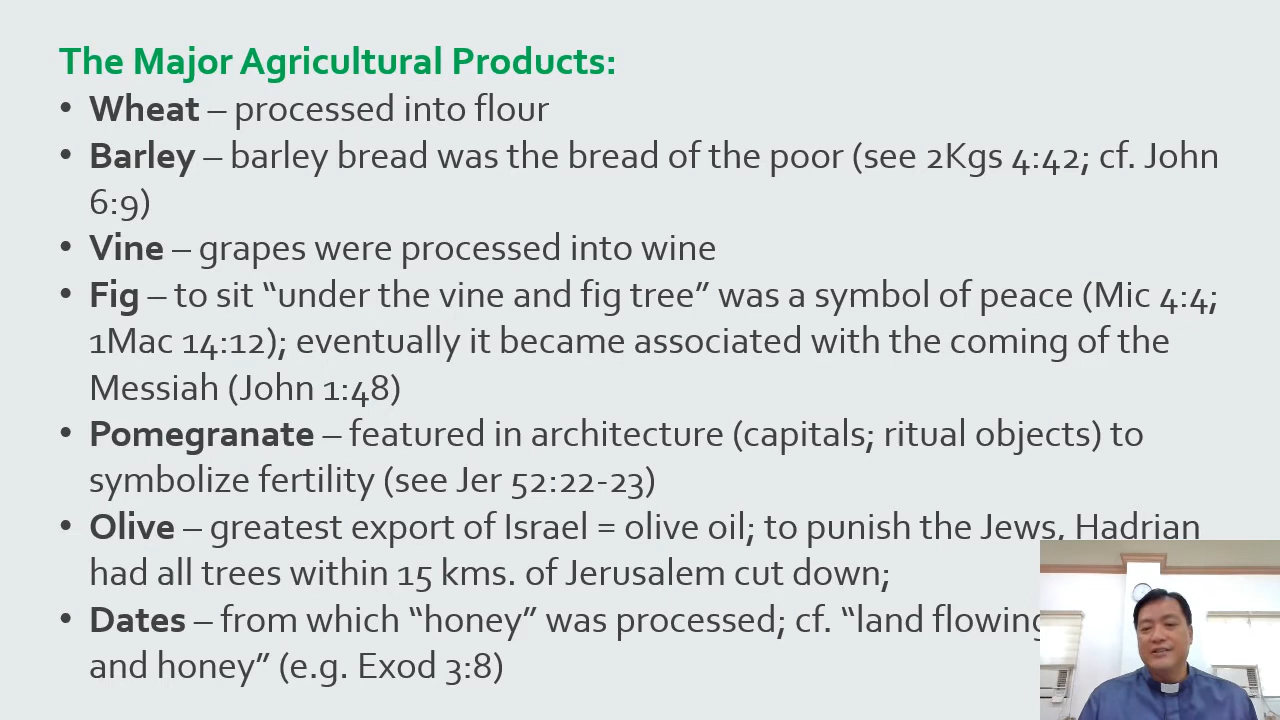 The Major Agricultural Products:
• Wheat – processed into flour
• Barley – barley bread was the bread of the poor (see 2Kgs 4:42; cf. John
6:9)
• Vine – grapes were processed into wine
• Fig – to sit “under the vine and fig tree” was a symbol of peace (Mic 4:4;
1Mac 14:12); eventually it became associated with the coming of the
Messiah (John 1:48)
• Pomegranate – featured in architecture (capitals; ritual objects) to
symbolize fertility (see Jer 52:22-23)
• Olive – greatest export of Israel = olive oil; to punish the Jews, Hadrian
had all trees within 15 kms. of Jerusalem cut down;
• Dates – from which “honey” was processed; cf. “land flowing
and honey” (e.g. Exod 3:8)